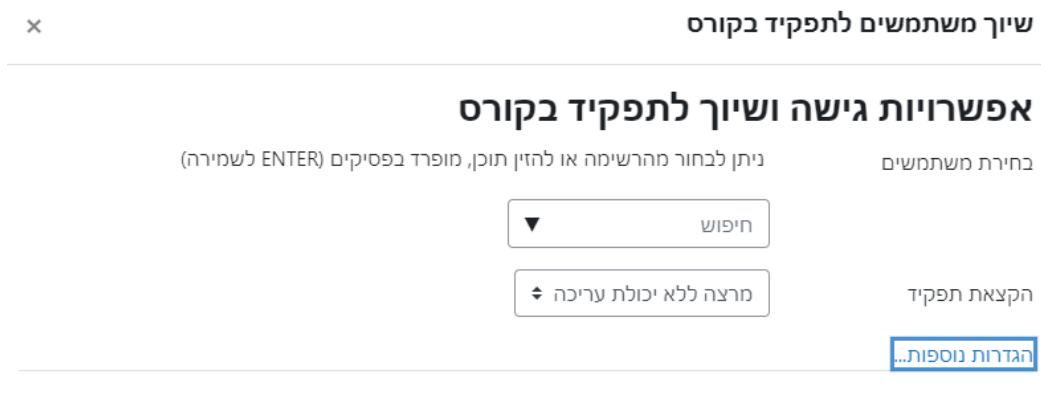 שיוך משתמשים לתפקיד בקורס ×
אפשרויות גישה ושיוך לתפקיד בקורס
בחירת משתמשים ניתן לבחור מהרשימה או להזין תוכן, מופרד בפסיקים (ENTER לשמירה)
חיפוש ▼
הקצאת תפקיד מרצה ללא יכולת עריכה
הגדרות נוספות...